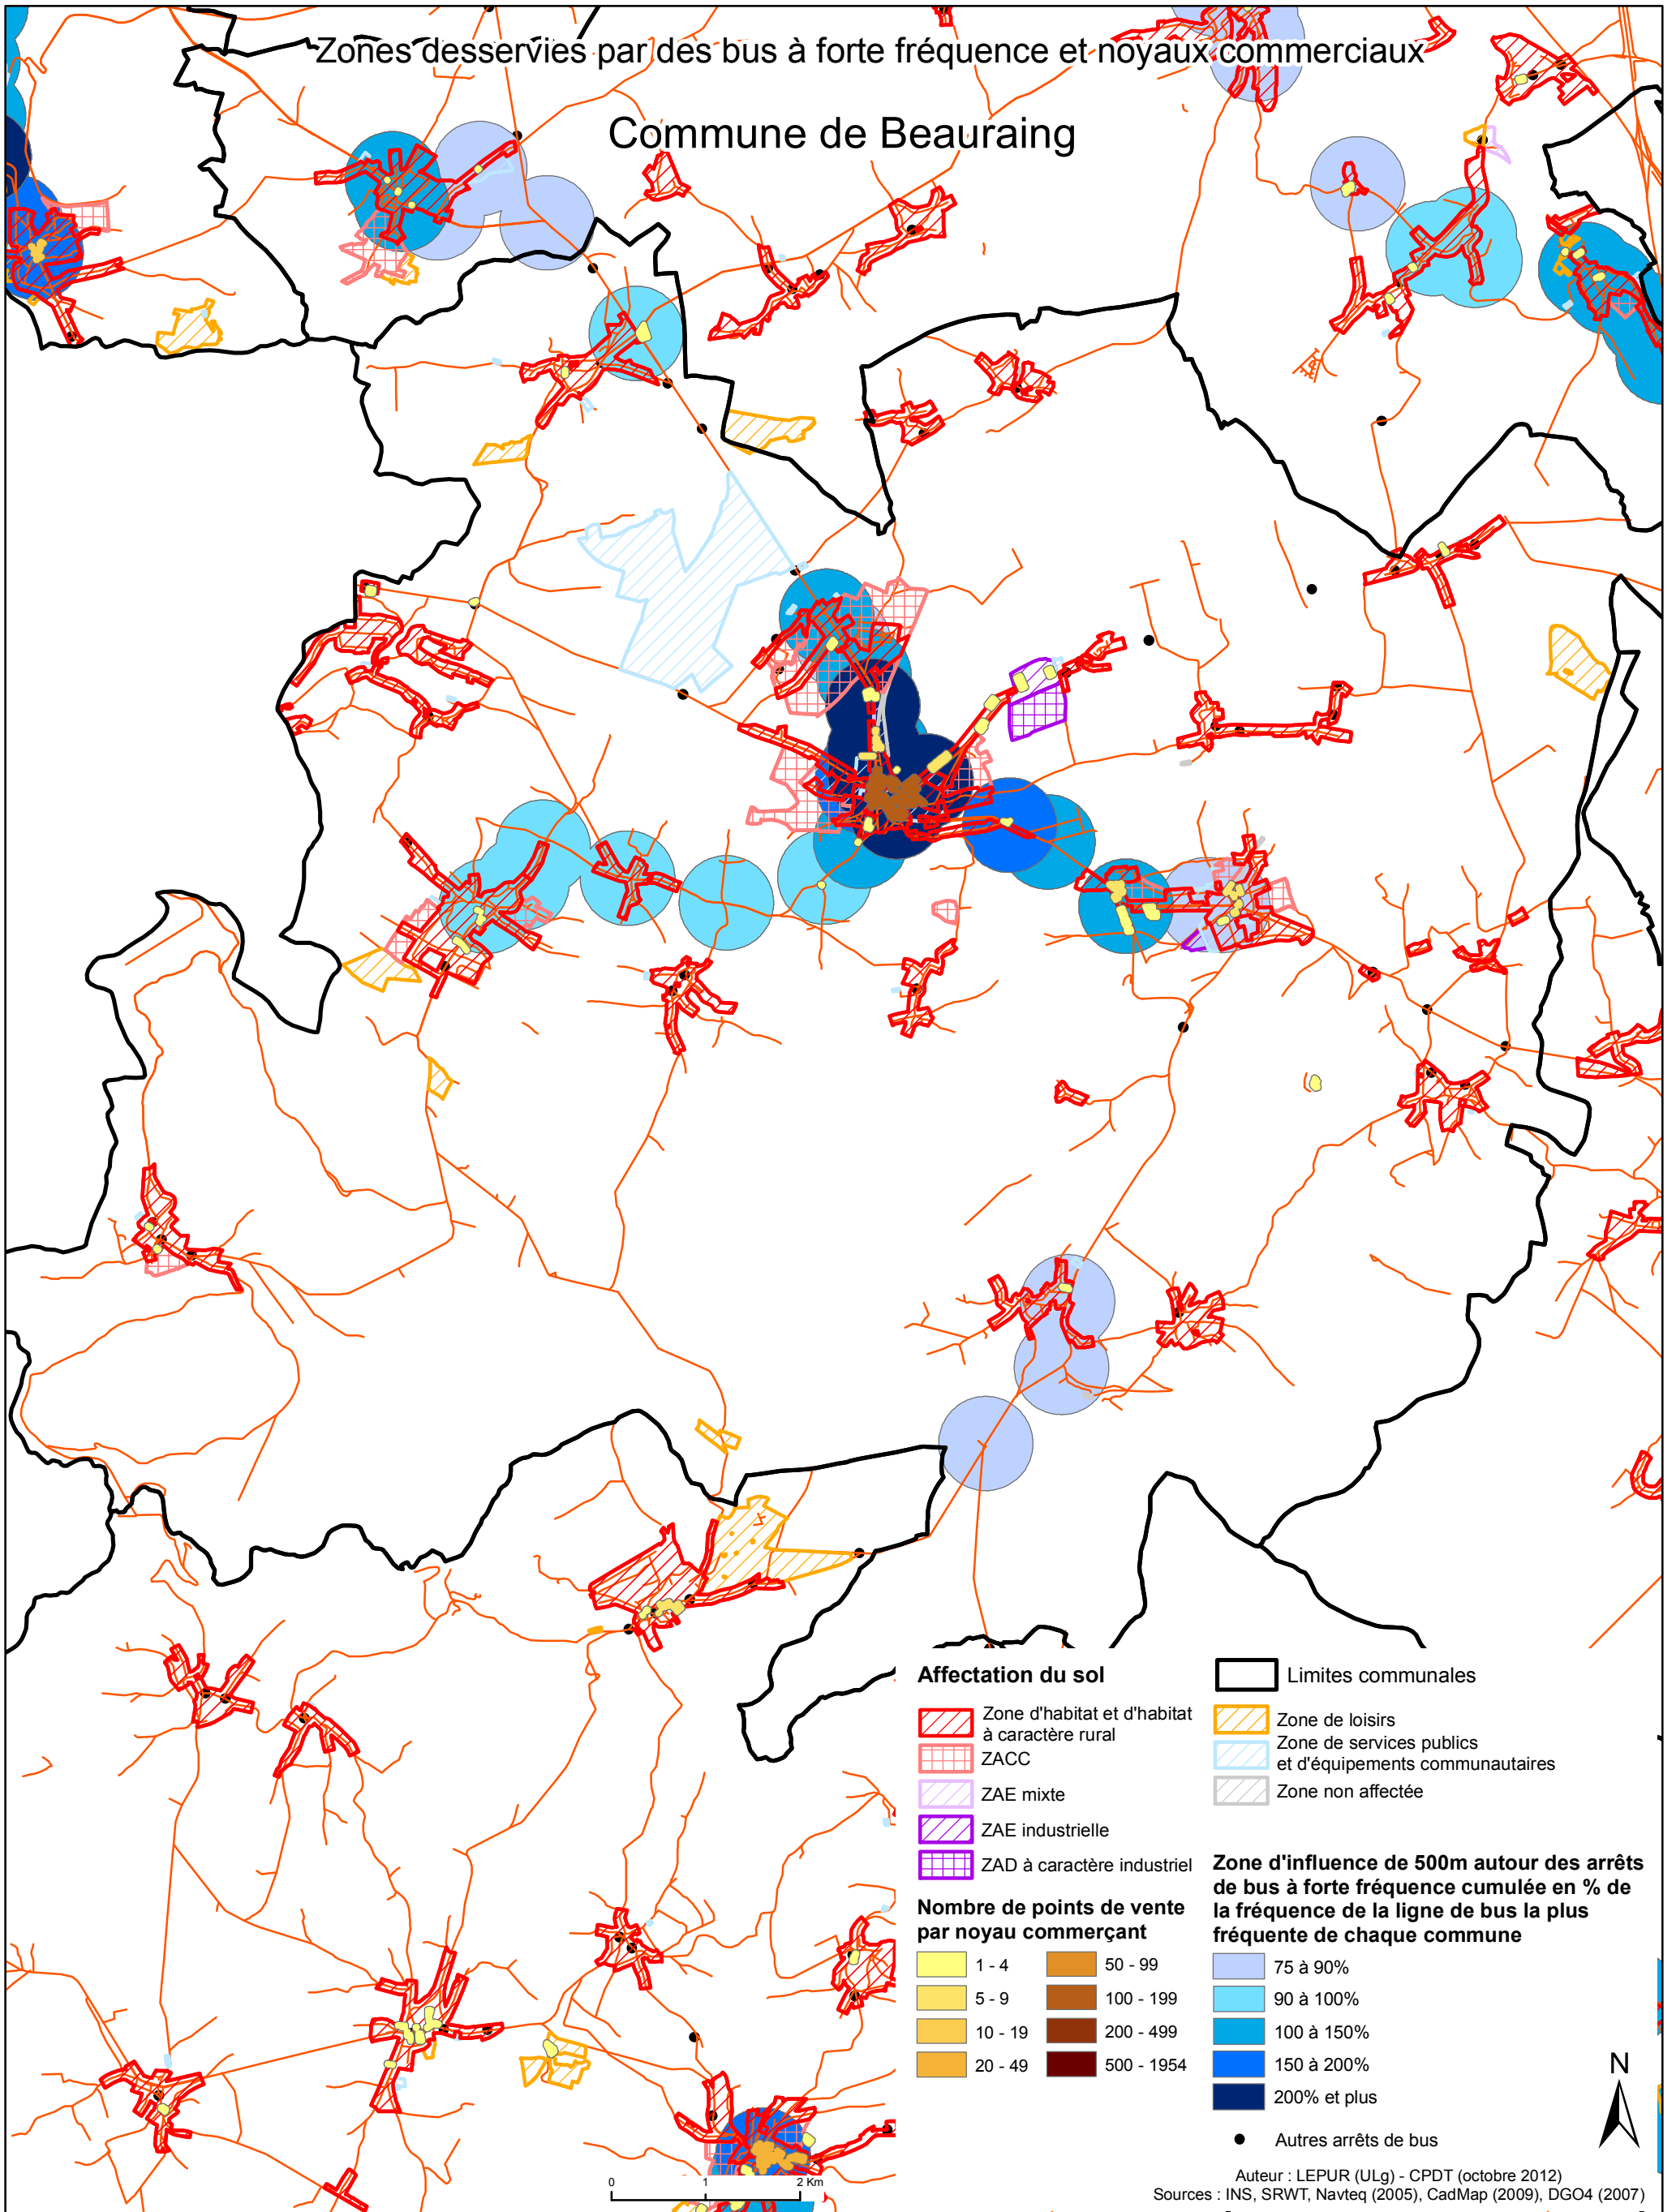 Zones desservies par des bus à forte fréquence et noyaux commerciaux
Commune de Beauraing
Affectation du sol
Zone d'habitat et d'habitat
à caractère rural
ZACC
ZAE mixte
ZAE industrielle
ZAD à caractère industriel
Limites communales
Zone de loisirs
Zone de services publics
et d'équipements communautaires
Zone non affectée
Nombre de points de vente
par noyau commerçant
1 - 4
5 - 9
10 - 19
20 - 49
50 - 99
100 - 199
200 - 499
500 - 1954
Zone d'influence de 500m autour des arrêts
de bus à forte fréquence cumulée en % de
la fréquence de la ligne de bus la plus
fréquente de chaque commune
75 à 90%
90 à 100%
100 à 150%
150 à 200%
200% et plus
Autres arrêts de bus
N
0 1 2 Km
Auteur : LEPUR (ULg) - CPDT (octobre 2012)
Sources : INS, SRWT, Navteq (2005), CadMap (2009), DGO4 (2007)